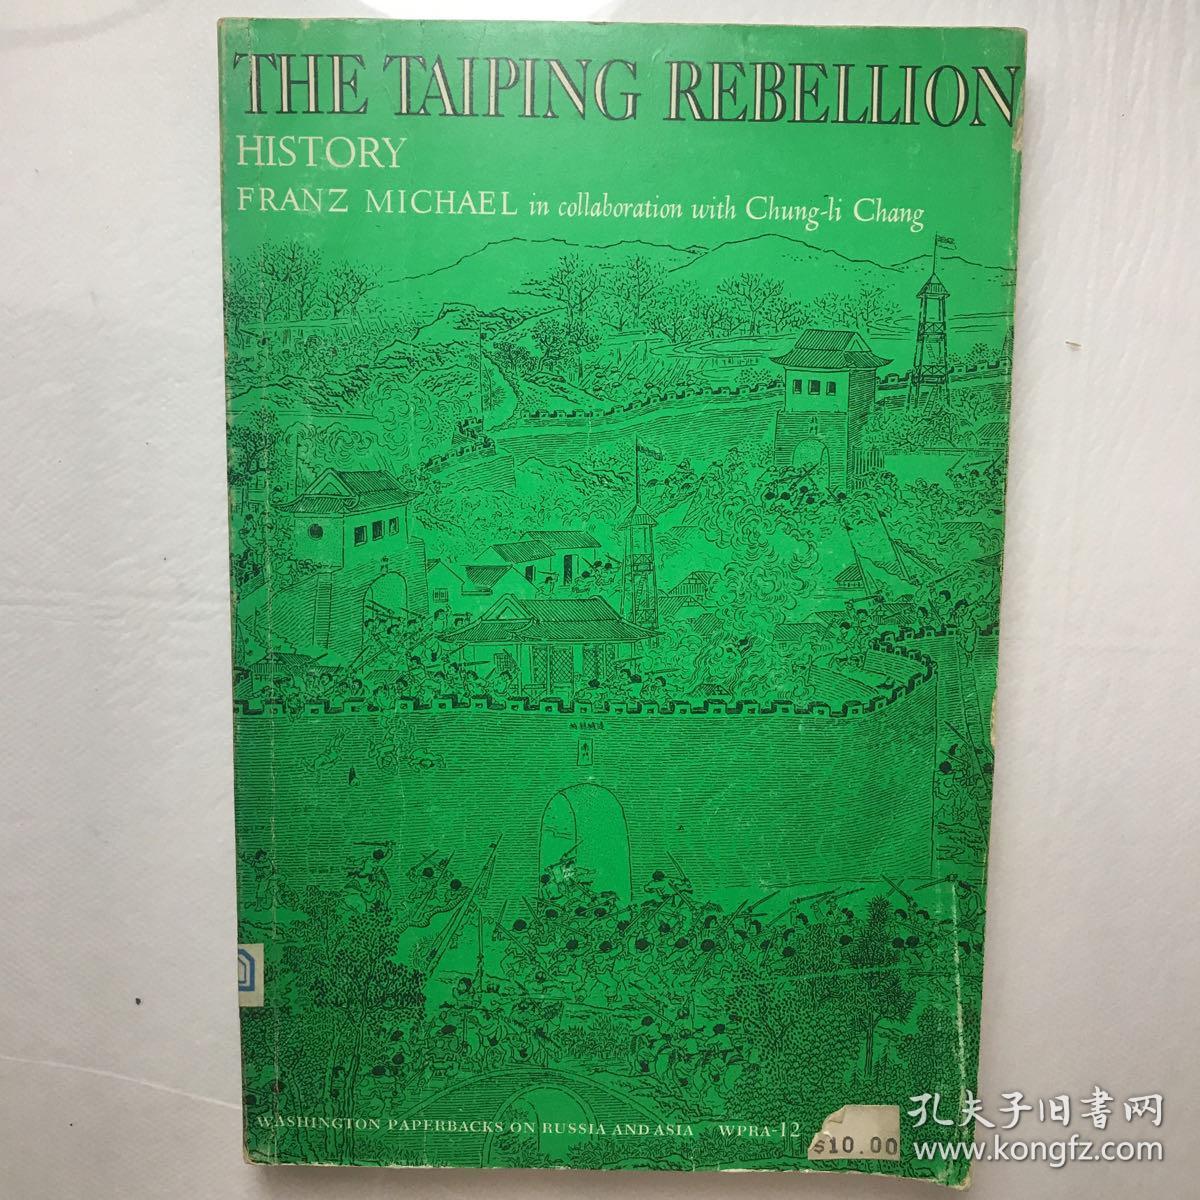 THE TAIPING REBELLION
HISTORY
FRANZ MICHAEL in collaboration with Chung-li Chang
WASHINGTON PAPERBACKS ON RUSSIA AND ASIA WPRA-12
$10.00
孔夫子旧書网
www.kongfz.com